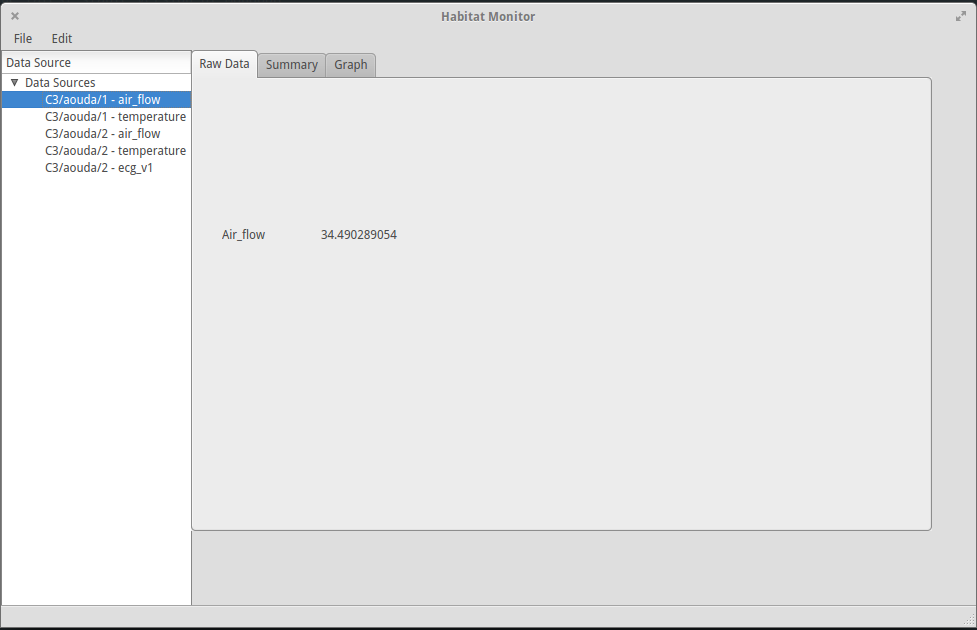 Habitat Monitor
File Edit
Data Source
Data Sources
C3/aouda/1 - air_flow
C3/aouda/1 - temperature
C3/aouda/2 - air_flow
C3/aouda/2 - temperature
C3/aouda/2 - ecg_v1
Raw Data Summary Graph
Air_flow 34.490289054